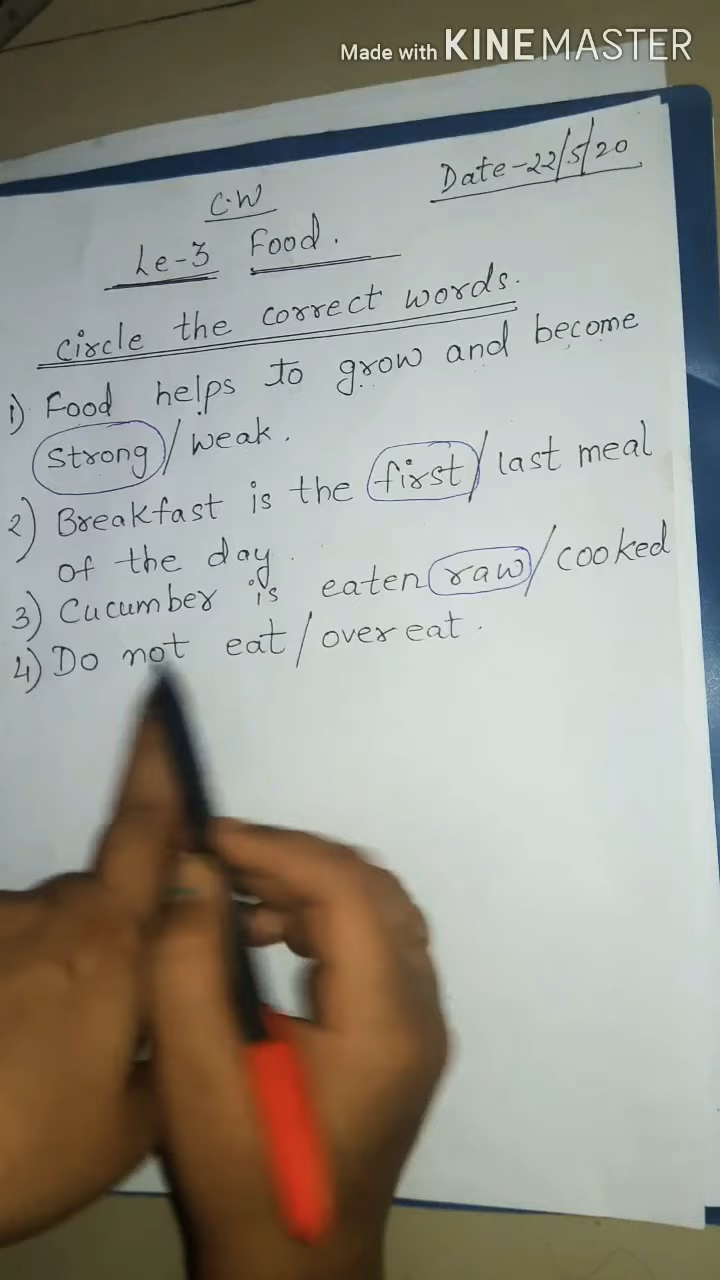 Made with KINEMASTER
C.W
Date-22/5/20
Le-3 Food.
Circle the correct words.
1) Food helps to grow and become
Strong/weak.
2) Breakfast is the first/last meal
of the day.
3) Cucumber is eaten raw/cooked
4) Do not eat/over eat.